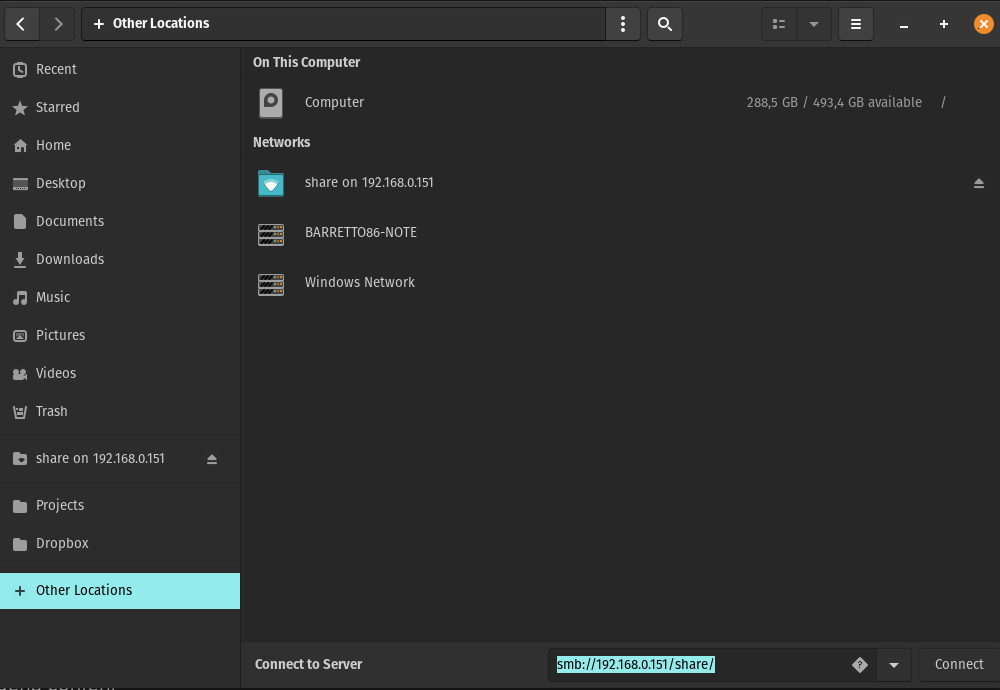 Other Locations
Recent
Starred
Home
Desktop
Documents
Downloads
Music
Pictures
Videos
Trash
share on 192.168.0.151
Projects
Dropbox
Other Locations
On This Computer
Computer 288,5 GB / 493,4 GB available /
Networks
share on 192.168.0.151
BARRETTO86-NOTE
Windows Network
Connect to Server smb://192.168.0.151/share/ Connect